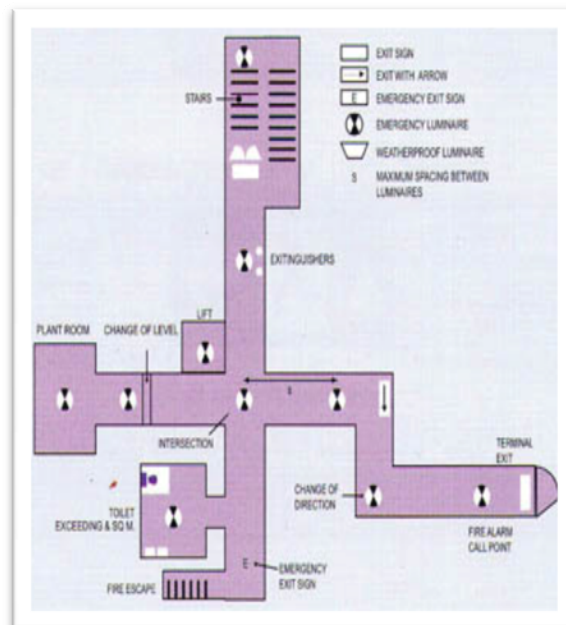 EXIT SIGN
EXIT WITH ARROW
E EMERGENCY EXIT SIGN
EMERGENCY LUMINAIRE
WEATHERPROOF LUMINAIRE
S MAXIMUM SPACING BETWEEN
LUMINAIRES
STAIRS
EXITINGUISHERS
LIFT
PLANT ROOM
CHANGE OF LEVEL
S
INTERSECTION
TERMINAL
EXIT
CHANGE OF
DIRECTION
TOILET
EXCEEDING & SQ M.
FIRE ALARM
CALL POINT
E
EMERGENCY
EXIT SIGN
FIRE ESCAPE